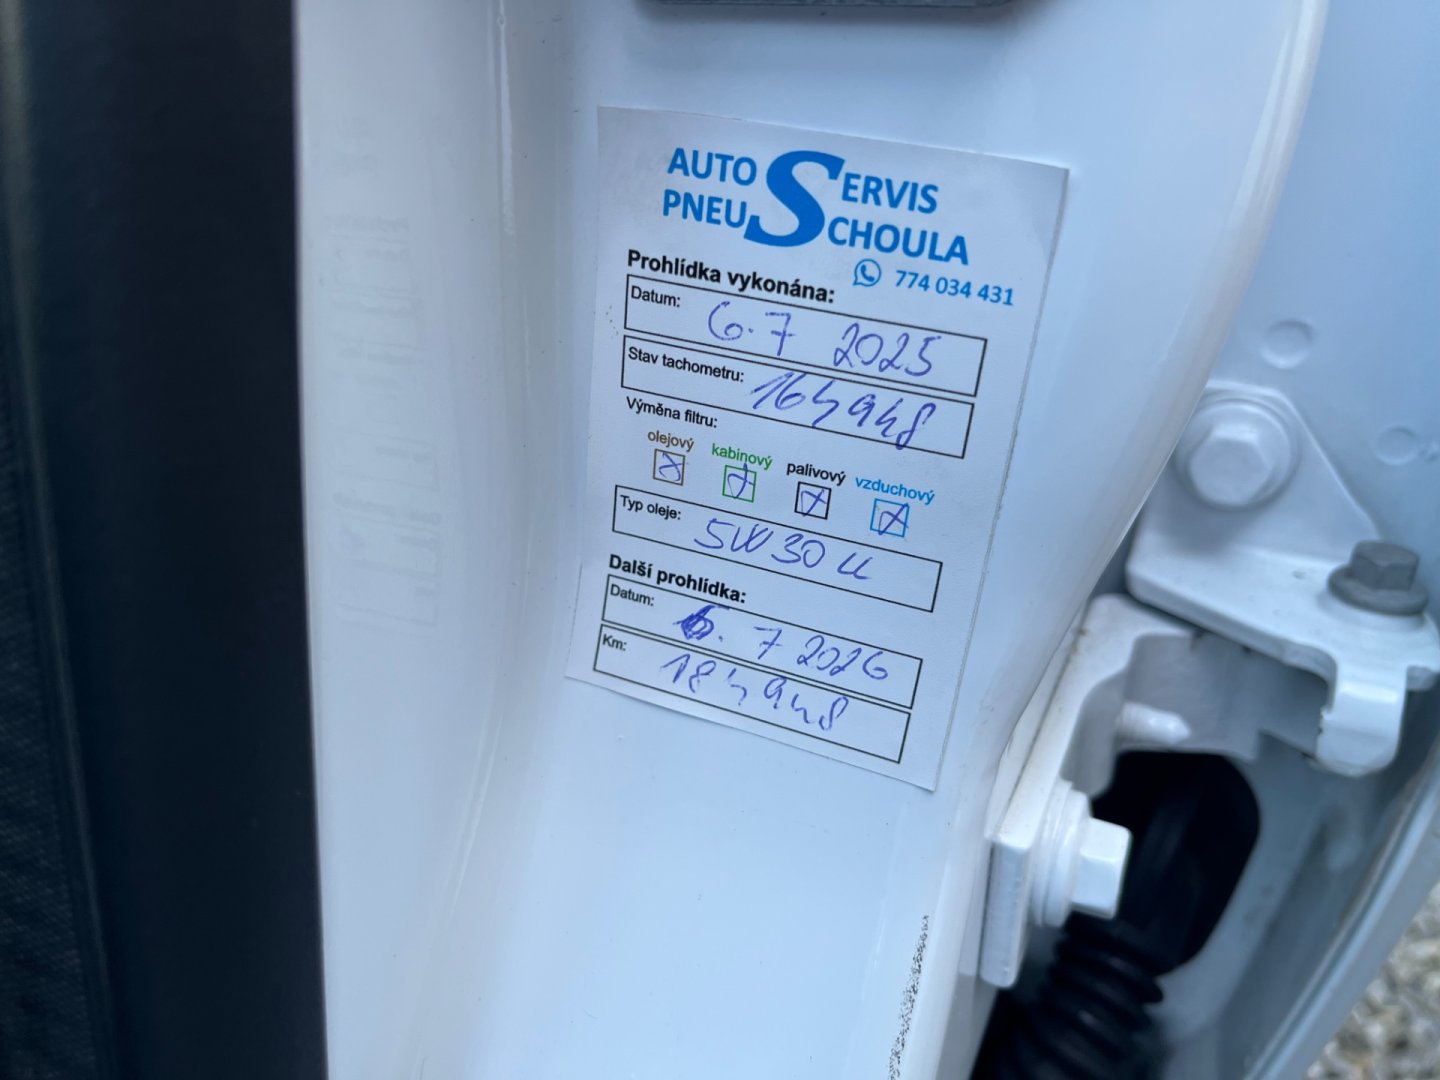 AUTO SERVIS
PNEU SCHOULA
774 034 431
Prohlídka vykonána:
Datum: 6.7 2025
Stav tachometru: 164948
Výměna filtru:
olejový kabinový palivový vzduchový
Typ oleje: 5W30
Další prohlídka:
Datum: 6. 7 2026
Km: 184948